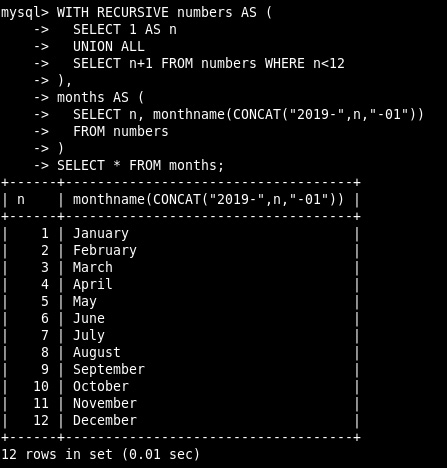 mysql> WITH RECURSIVE numbers AS (
    ->   SELECT 1 AS n
    ->   UNION ALL
    ->   SELECT n+1 FROM numbers WHERE n<12
    -> ),
    -> months AS (
    ->   SELECT n, monthname(CONCAT("2019-",n,"-01"))
    ->   FROM numbers
    -> )
    -> SELECT * FROM months;
+------+------------------------------------+
| n    | monthname(CONCAT("2019-",n,"-01")) |
+------+------------------------------------+
|    1 | January                            |
|    2 | February                           |
|    3 | March                              |
|    4 | April                              |
|    5 | May                                |
|    6 | June                               |
|    7 | July                               |
|    8 | August                             |
|    9 | September                          |
|   10 | October                            |
|   11 | November                           |
|   12 | December                           |
+------+------------------------------------+
12 rows in set (0.01 sec)